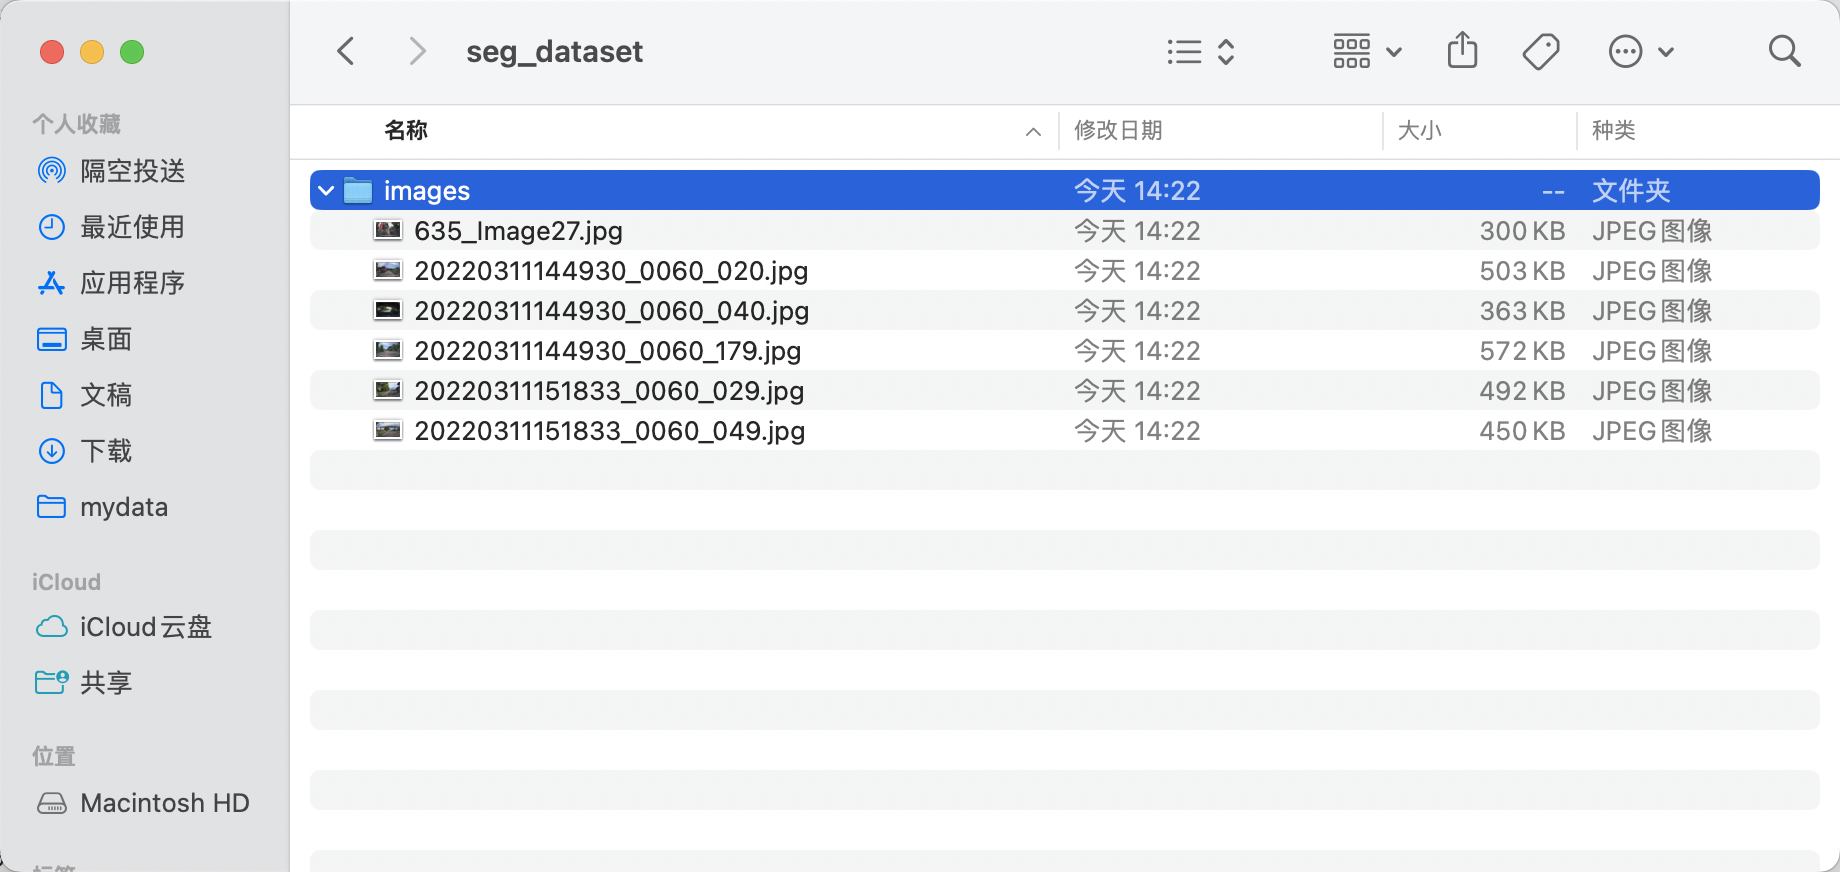 seg_dataset
个人收藏
隔空投送
最近使用
应用程序
桌面
文稿
下载
mydata
iCloud
iCloud云盘
共享
位置
Macintosh HD
名称 修改日期 大小 种类
images 今天 14:22 -- 文件夹
635_Image27.jpg 今天 14:22 300 KB JPEG图像
20220311144930_0060_020.jpg 今天 14:22 503 KB JPEG图像
20220311144930_0060_040.jpg 今天 14:22 363 KB JPEG图像
20220311144930_0060_179.jpg 今天 14:22 572 KB JPEG图像
20220311151833_0060_029.jpg 今天 14:22 492 KB JPEG图像
20220311151833_0060_049.jpg 今天 14:22 450 KB JPEG图像